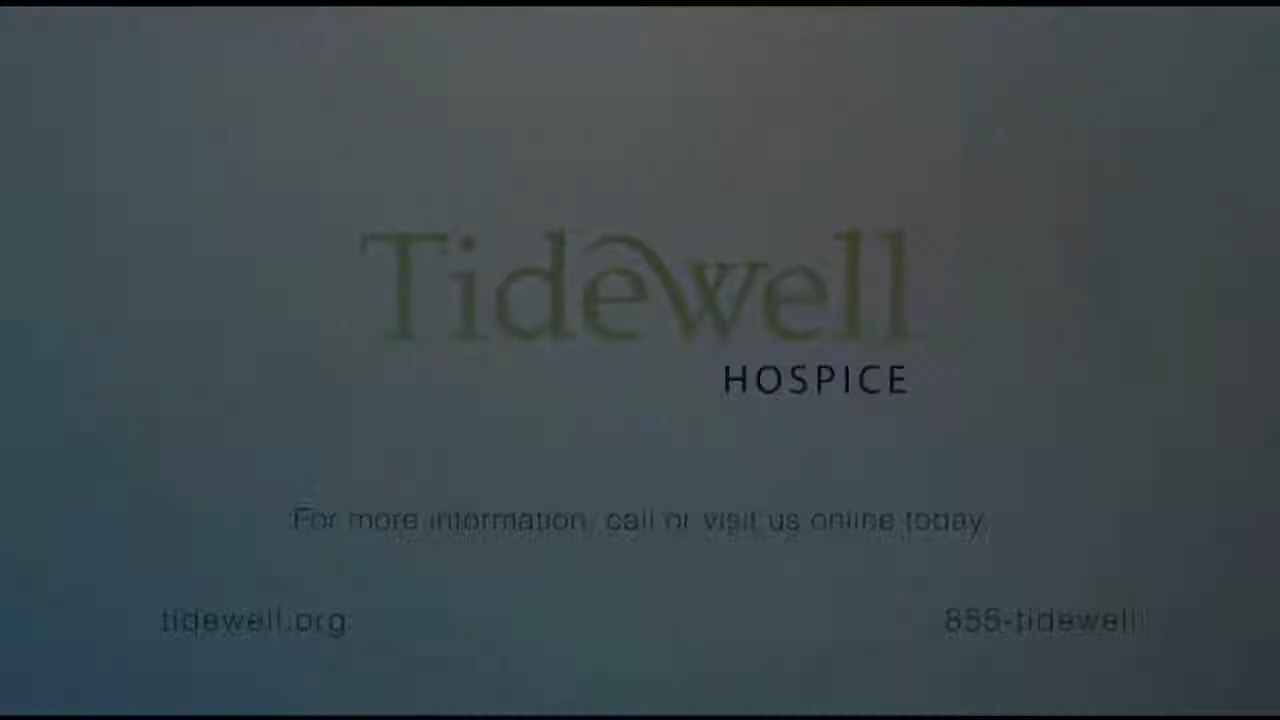 Tidewell
HOSPICE
For more information, call or visit us online today.
tidewell.org
855-tidewell